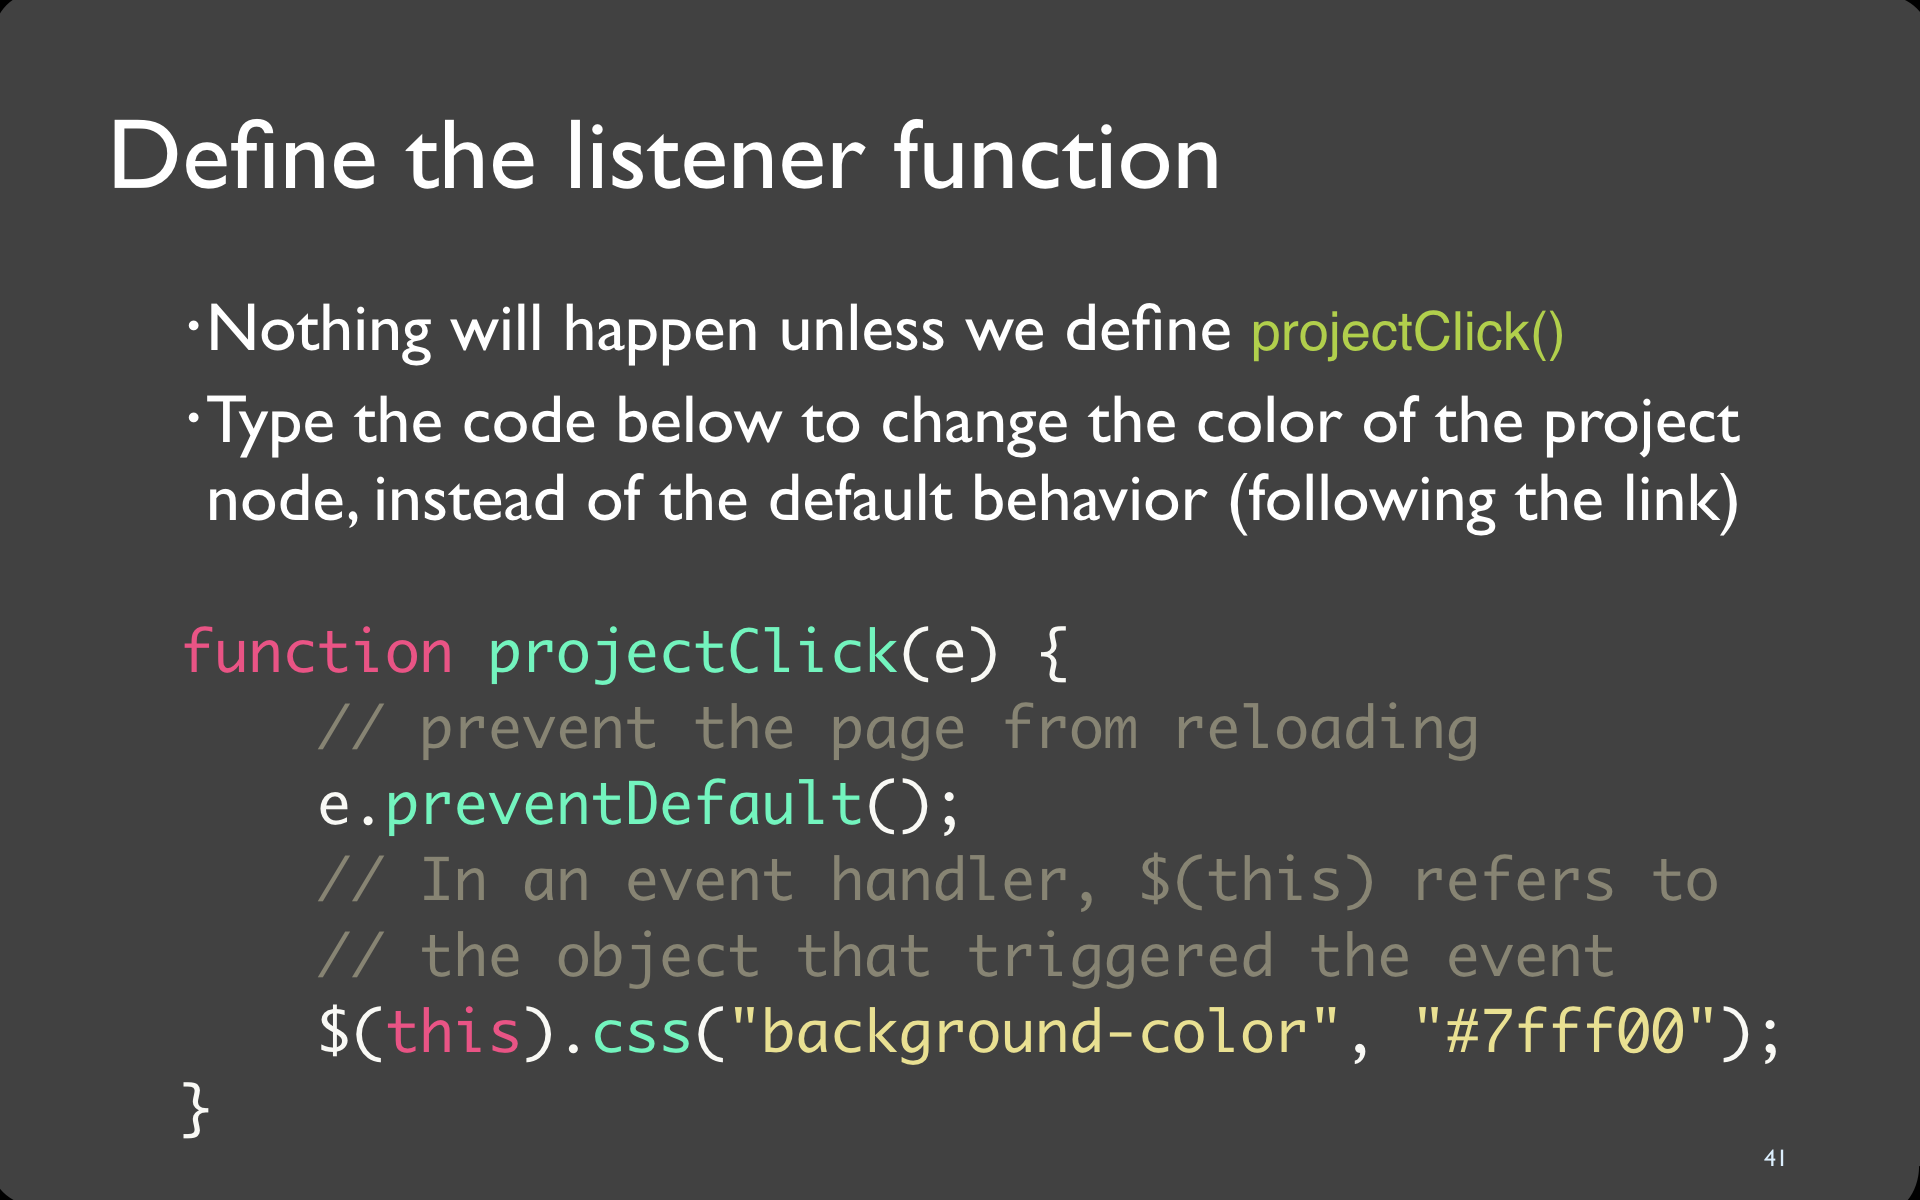 Define the listener function
·Nothing will happen unless we define projectClick()
·Type the code below to change the color of the project
node, instead of the default behavior (following the link)
function projectClick(e) {
    // prevent the page from reloading
    e.preventDefault();
    // In an event handler, $(this) refers to
    // the object that triggered the event
    $(this).css("background-color", "#7fff00");
}
41